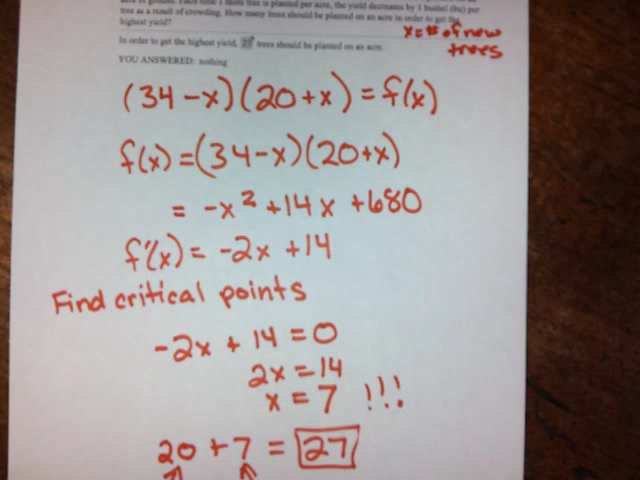 acre of ground. Each time 1 more tree is planted per acre, the yield decreases by 1 bushel (bu) per
tree as a result of crowding. How many trees should be planted on an acre in order to get the
highest yield?
x = # of new
trees
In order to get the highest yield, 27 trees should be planted on an acre.
YOU ANSWERED: nothing
(34-x)(20+x) = f(x)
f(x) = (34-x)(20+x)
= -x² + 14x + 680
f'(x) = -2x + 14
Find critical points
-2x + 14 = 0
2x = 14
x = 7 !!!
20 + 7 = 27